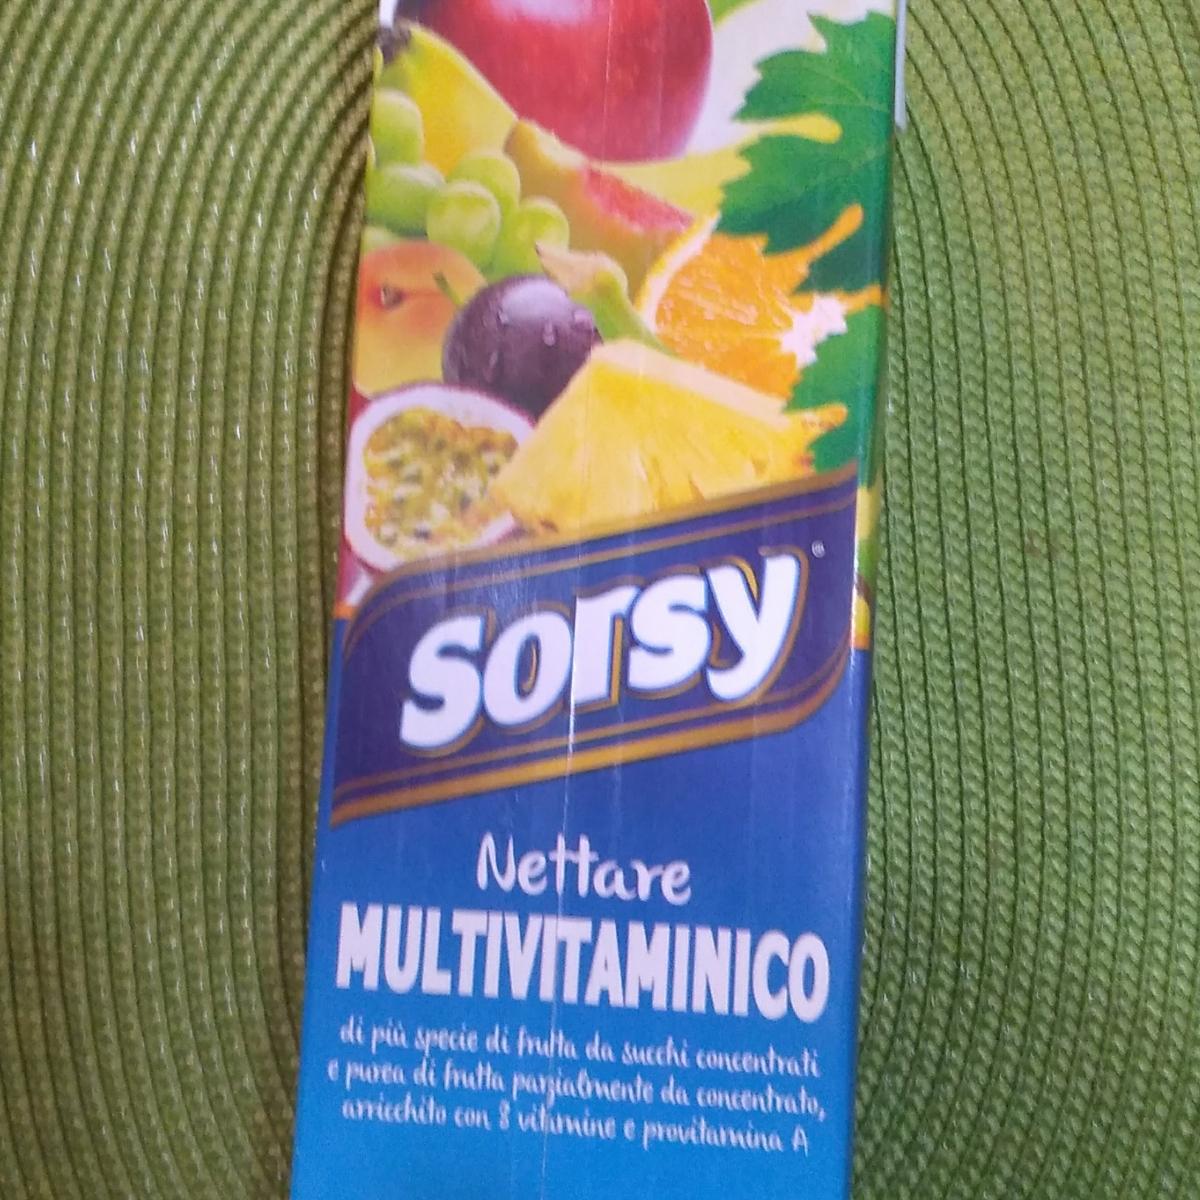 sorsy
Nettare
MULTIVITAMINICO
di più specie di frutta da succhi concentrati
e purea di frutta parzialmente da concentrato,
arricchito con 8 vitamine e provitamina A